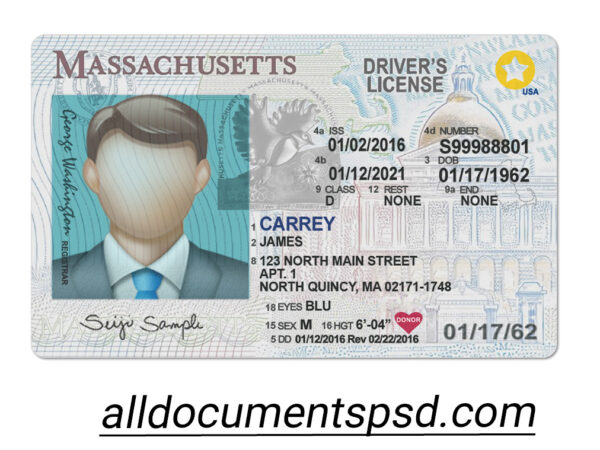 MASSACHUSETTS
DRIVER'S
LICENSE
USA
George Washington
REGISTRAR
4a ISS
01/02/2016
4d NUMBER
S99988801
4b
01/12/2021
3 DOB
01/17/1962
9 CLASS
D
12 REST
NONE
9a END
NONE
1 CARREY
2 JAMES
8 123 NORTH MAIN STREET
APT. 1
NORTH QUINCY, MA 02171-1748
18 EYES BLU
15 SEX M 16 HGT 6'-04"
DONOR
5 DD 01/12/2016 Rev 02/22/2016
01/17/62
Seiji Sample
alldocumentspsd.com